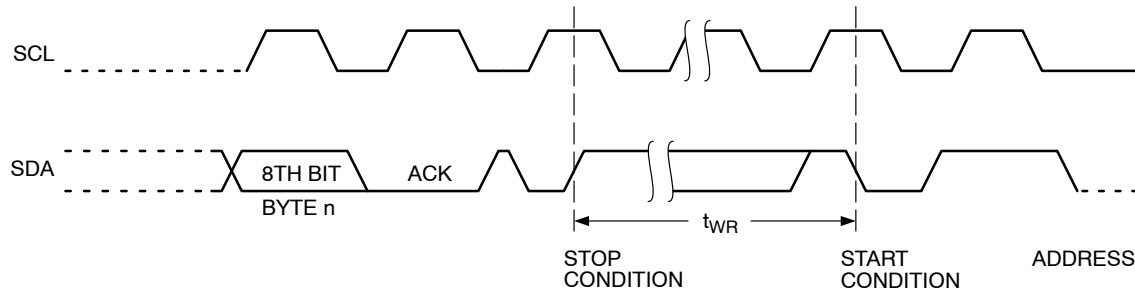 SCL
SDA
8TH BIT
ACK
BYTE n
tWR
STOP
CONDITION
START
CONDITION
ADDRESS